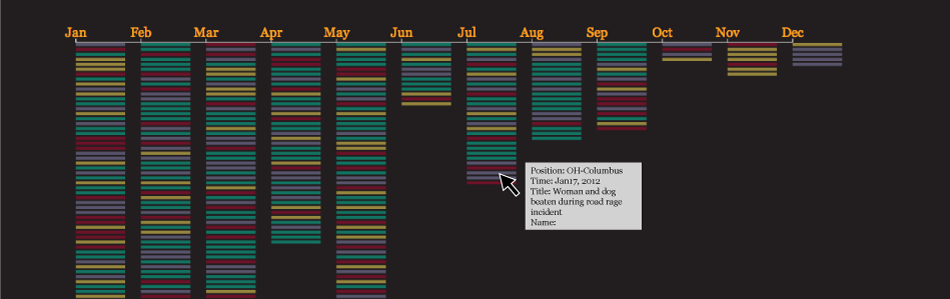 Jan Feb Mar Apr May Jun Jul Aug Sep Oct Nov Dec
Position: OH-Columbus
Time: Jan17, 2012
Title: Woman and dog
beaten during road rage
incident
Name: